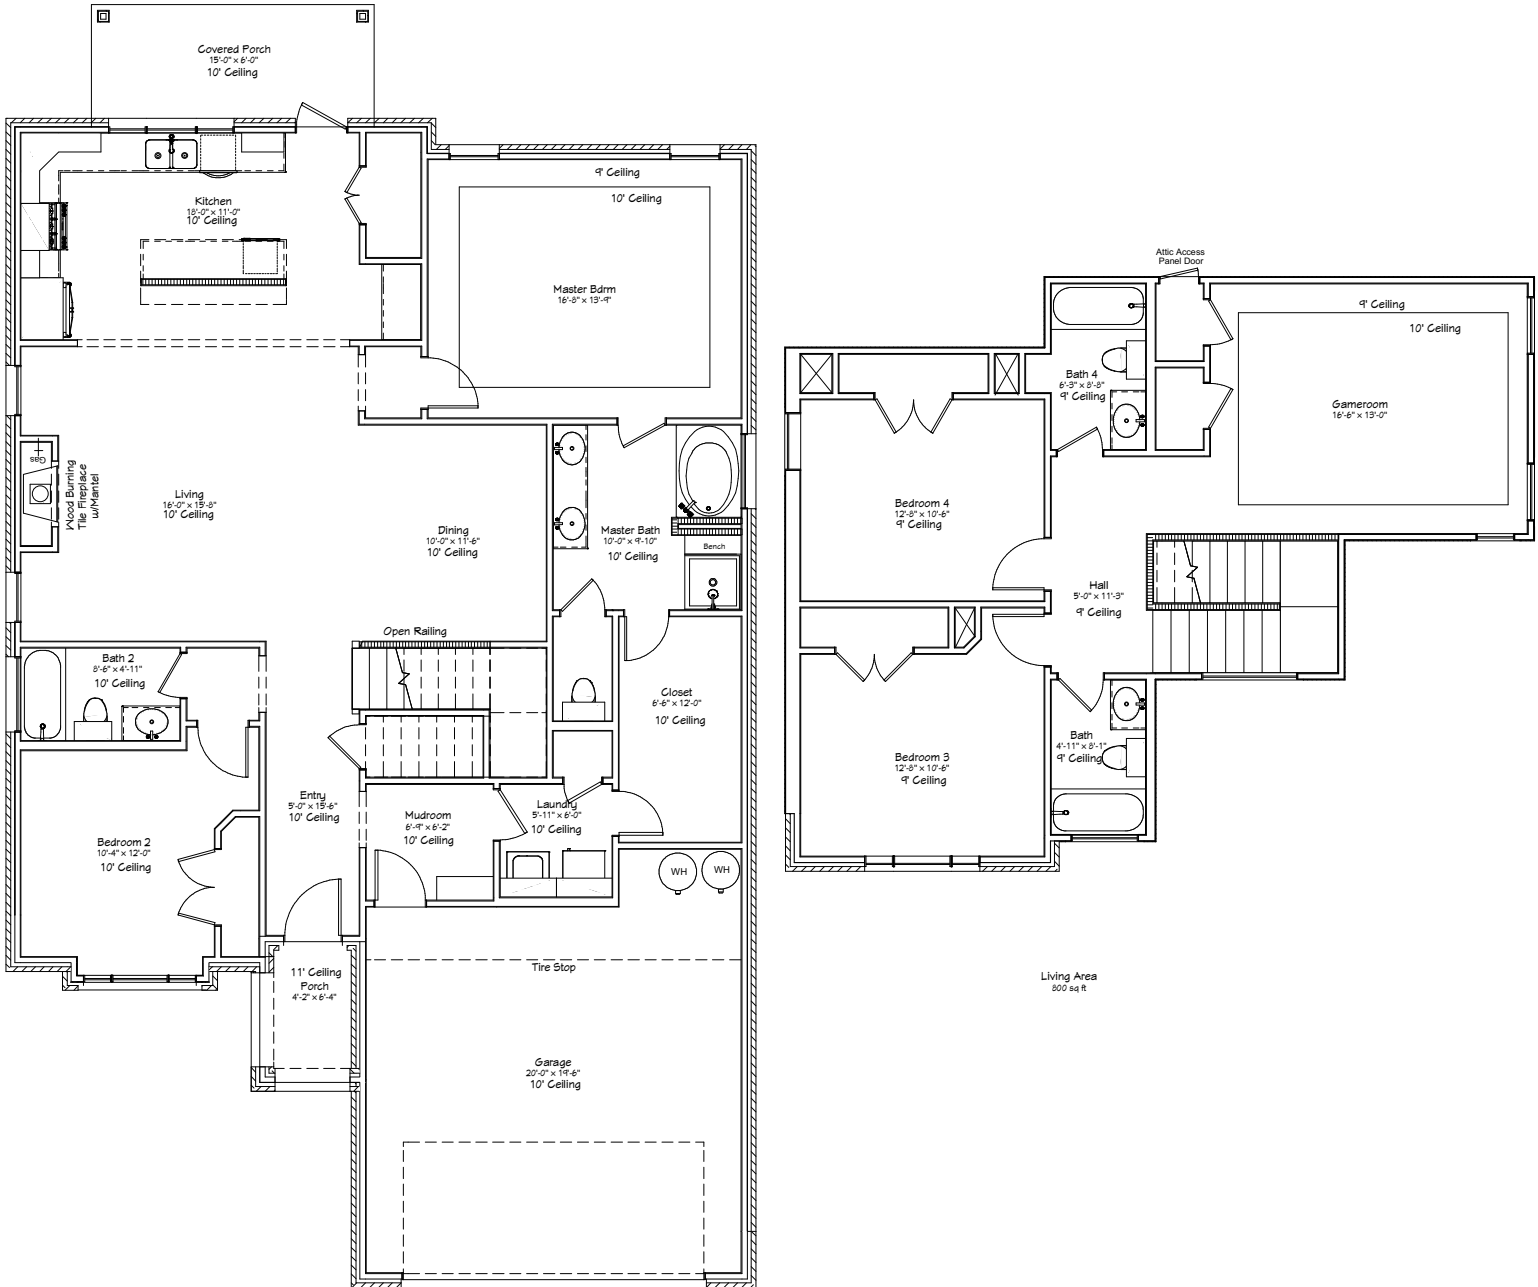 Covered Porch
15'-0" x 6'-0"
10' Ceiling
Kitchen
18'-0" x 11'-0"
10' Ceiling
9' Ceiling
10' Ceiling
Master Bdrm
16'-8" x 13'-9"
Gas
Wood Burning
Tile Fireplace
w/Mantel
Living
16'-0" x 15'-8"
10' Ceiling
Dining
10'-0" x 11'-6"
10' Ceiling
Master Bath
10'-0" x 9'-10"
10' Ceiling
Bench
Open Railing
Bath 2
8'-6" x 4'-11"
10' Ceiling
Closet
6'-6" x 12'-0"
10' Ceiling
Entry
5'-0" x 15'-6"
10' Ceiling
Mudroom
6'-9" x 6'-2"
10' Ceiling
Laundry
5'-11" x 6'-0"
10' Ceiling
Bedroom 2
10'-4" x 12'-0"
10' Ceiling
WH
WH
11' Ceiling
Porch
4'-2" x 6'-4"
Tire Stop
Garage
20'-0" x 19'-6"
10' Ceiling
Attic Access
Panel Door
9' Ceiling
10' Ceiling
Gameroom
16'-6" x 13'-0"
Bath 4
6'-3" x 8'-8"
9' Ceiling
Bedroom 4
12'-8" x 10'-6"
9' Ceiling
Hall
5'-0" x 11'-3"
9' Ceiling
Bedroom 3
12'-8" x 10'-6"
9' Ceiling
Bath
4'-11" x 8'-1"
9' Ceiling
Living Area
800 sq ft